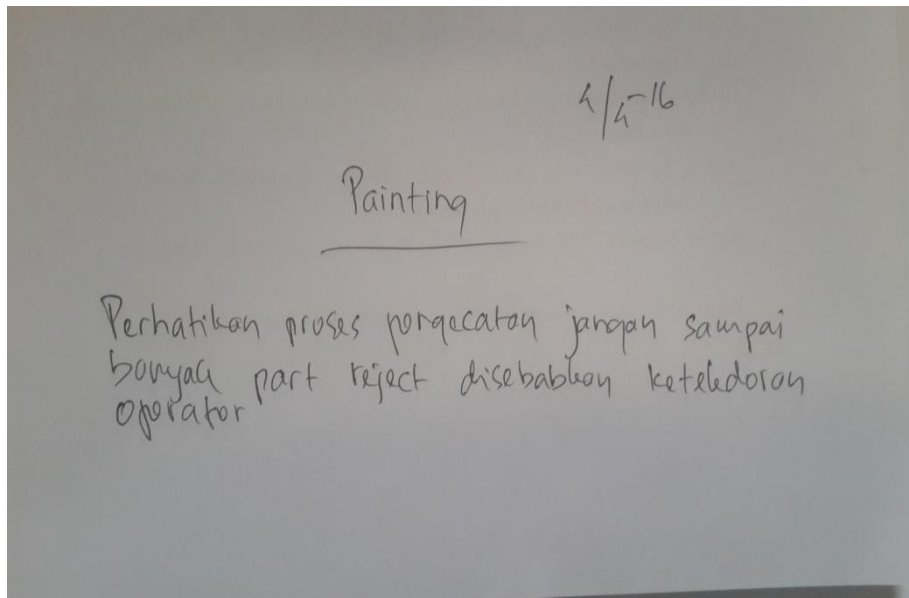 4/4-16
Painting
Perhatikan proses pengecatan jangan sampai
banyak part reject disebabkan keteledoran
operator